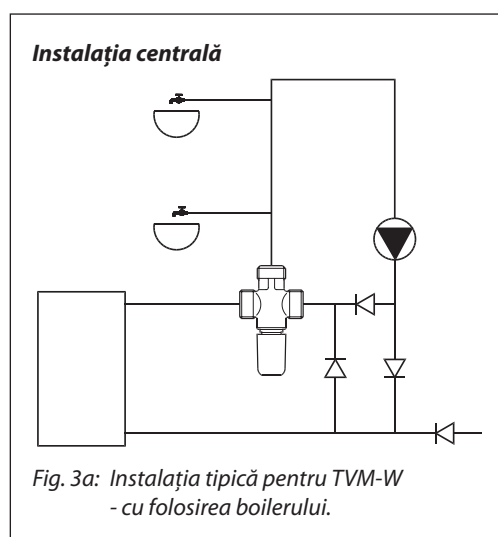 Instalația centrală
Fig. 3a: Instalația tipică pentru TVM-W
- cu folosirea boilerului.